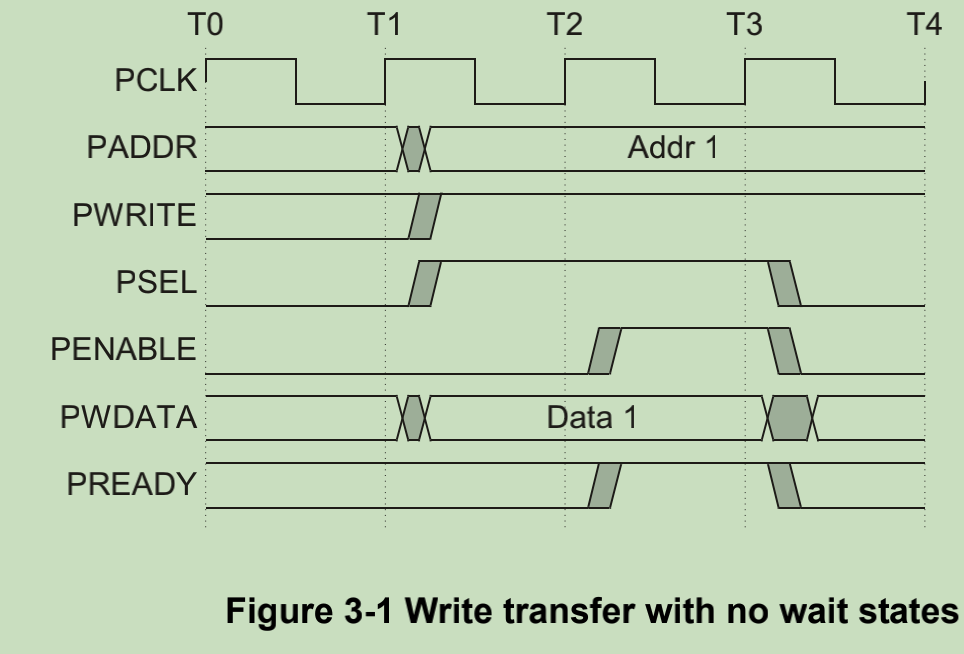 T0 T1 T2 T3 T4
PCLK
PADDR Addr 1
PWRITE
PSEL
PENABLE
PWDATA Data 1
PREADY
Figure 3-1 Write transfer with no wait states